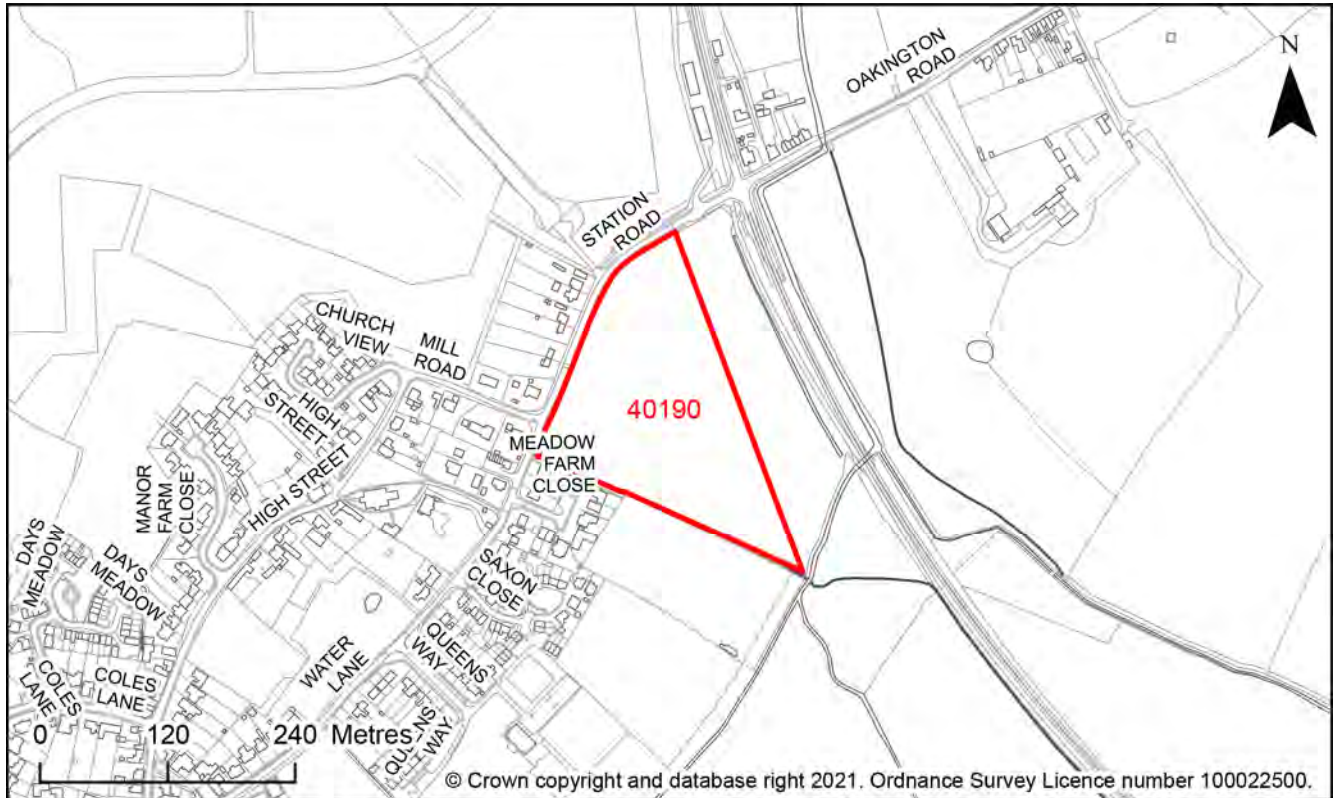 N
OAKINGTON
ROAD
STATION
ROAD
CHURCH
VIEW
MILL
ROAD
HIGH
STREET
40190
MEADOW
FARM
CLOSE
HIGH STREET
MANOR
FARM
CLOSE
DAYS
MEADOW
DAYS
MEADOW
SAXON
CLOSE
QUEENS
WAY
WATER
LANE
COLES
LANE
COLES
LANE
QUEENS
WAY
0 120 240 Metres
© Crown copyright and database right 2021. Ordnance Survey Licence number 100022500.